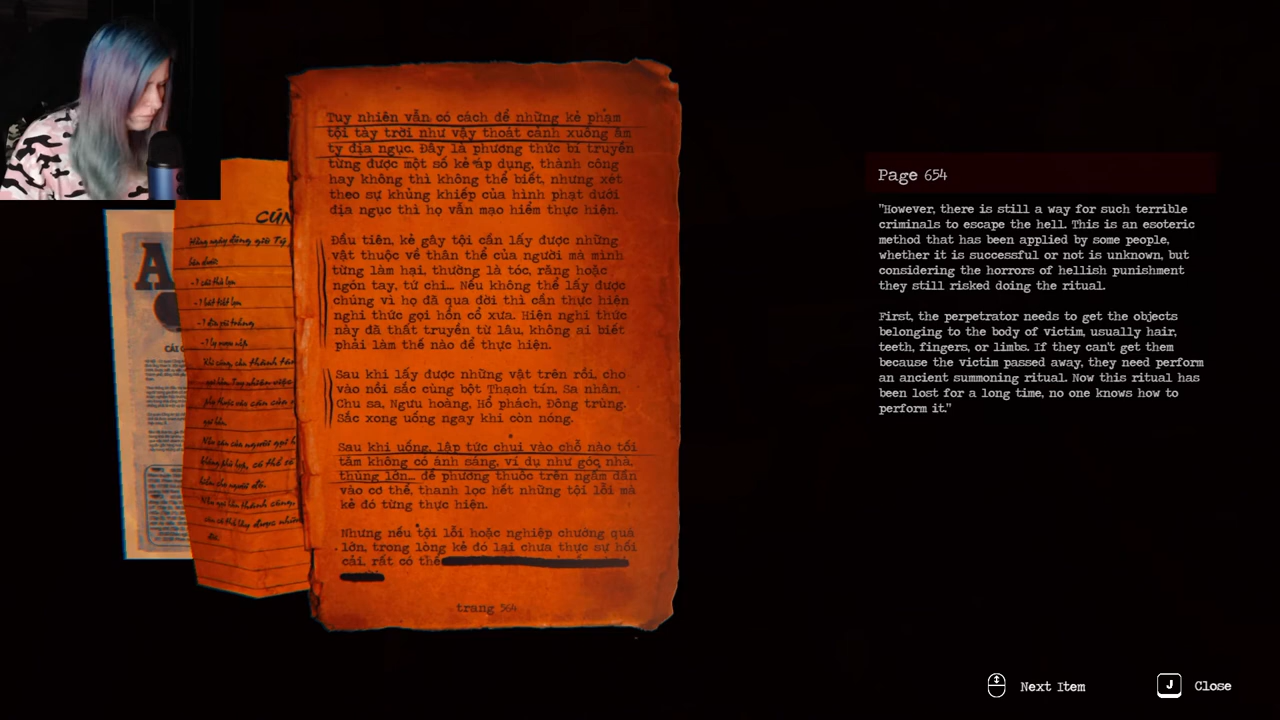 Tuy nhiên vẫn có cách để những kẻ phạm
tội tày trời như vậy thoát cảnh xuống âm
ty địa ngục. Đây là phương thức bí truyền
từng được một số kẻ áp dụng, thành công
hay không thì không thể biết, nhưng xét
theo sự khủng khiếp của hình phạt dưới
địa ngục thì họ vẫn mạo hiểm thực hiện.
Đầu tiên, kẻ gây tội cần lấy được những
vật thuộc về thân thể của người mà mình
từng làm hại, thường là tóc, răng hoặc
ngón tay, tứ chi... Nếu không thể lấy được
chúng vì họ đã qua đời thì cần thực hiện
nghi thức gọi hồn cổ xưa. Hiện nghi thức
này đã thất truyền từ lâu, không ai biết
phải làm thế nào để thực hiện.
Sau khi lấy được những vật trên rồi, cho
vào nồi sắc cùng bột Thạch tín, Sa nhân,
Chu sa, Ngưu hoàng, Hổ phách, Đông trùng.
Sắc xong uống ngay khi còn nóng.
Sau khi uống, lập tức chui vào chỗ nào tối
tăm không có ánh sáng, ví dụ như góc nhà,
thùng lớn... để phương thuốc trên ngấm dần
vào cơ thể, thanh lọc hết những tội lỗi mà
kẻ đó từng thực hiện.
Nhưng nếu tội lỗi hoặc nghiệp chướng quá
lớn, trong lòng kẻ đó lại chưa thực sự hối
cải, rất có thể
trang 564
Page 654
"However, there is still a way for such terrible
criminals to escape the hell. This is an esoteric
method that has been applied by some people,
whether it is successful or not is unknown, but
considering the horrors of hellish punishment
they still risked doing the ritual.
First, the perpetrator needs to get the objects
belonging to the body of victim, usually hair,
teeth, fingers, or limbs. If they can't get them
because the victim passed away, they need perform
an ancient summoning ritual. Now this ritual has
been lost for a long time, no one knows how to
perform it."
Next Item
J Close